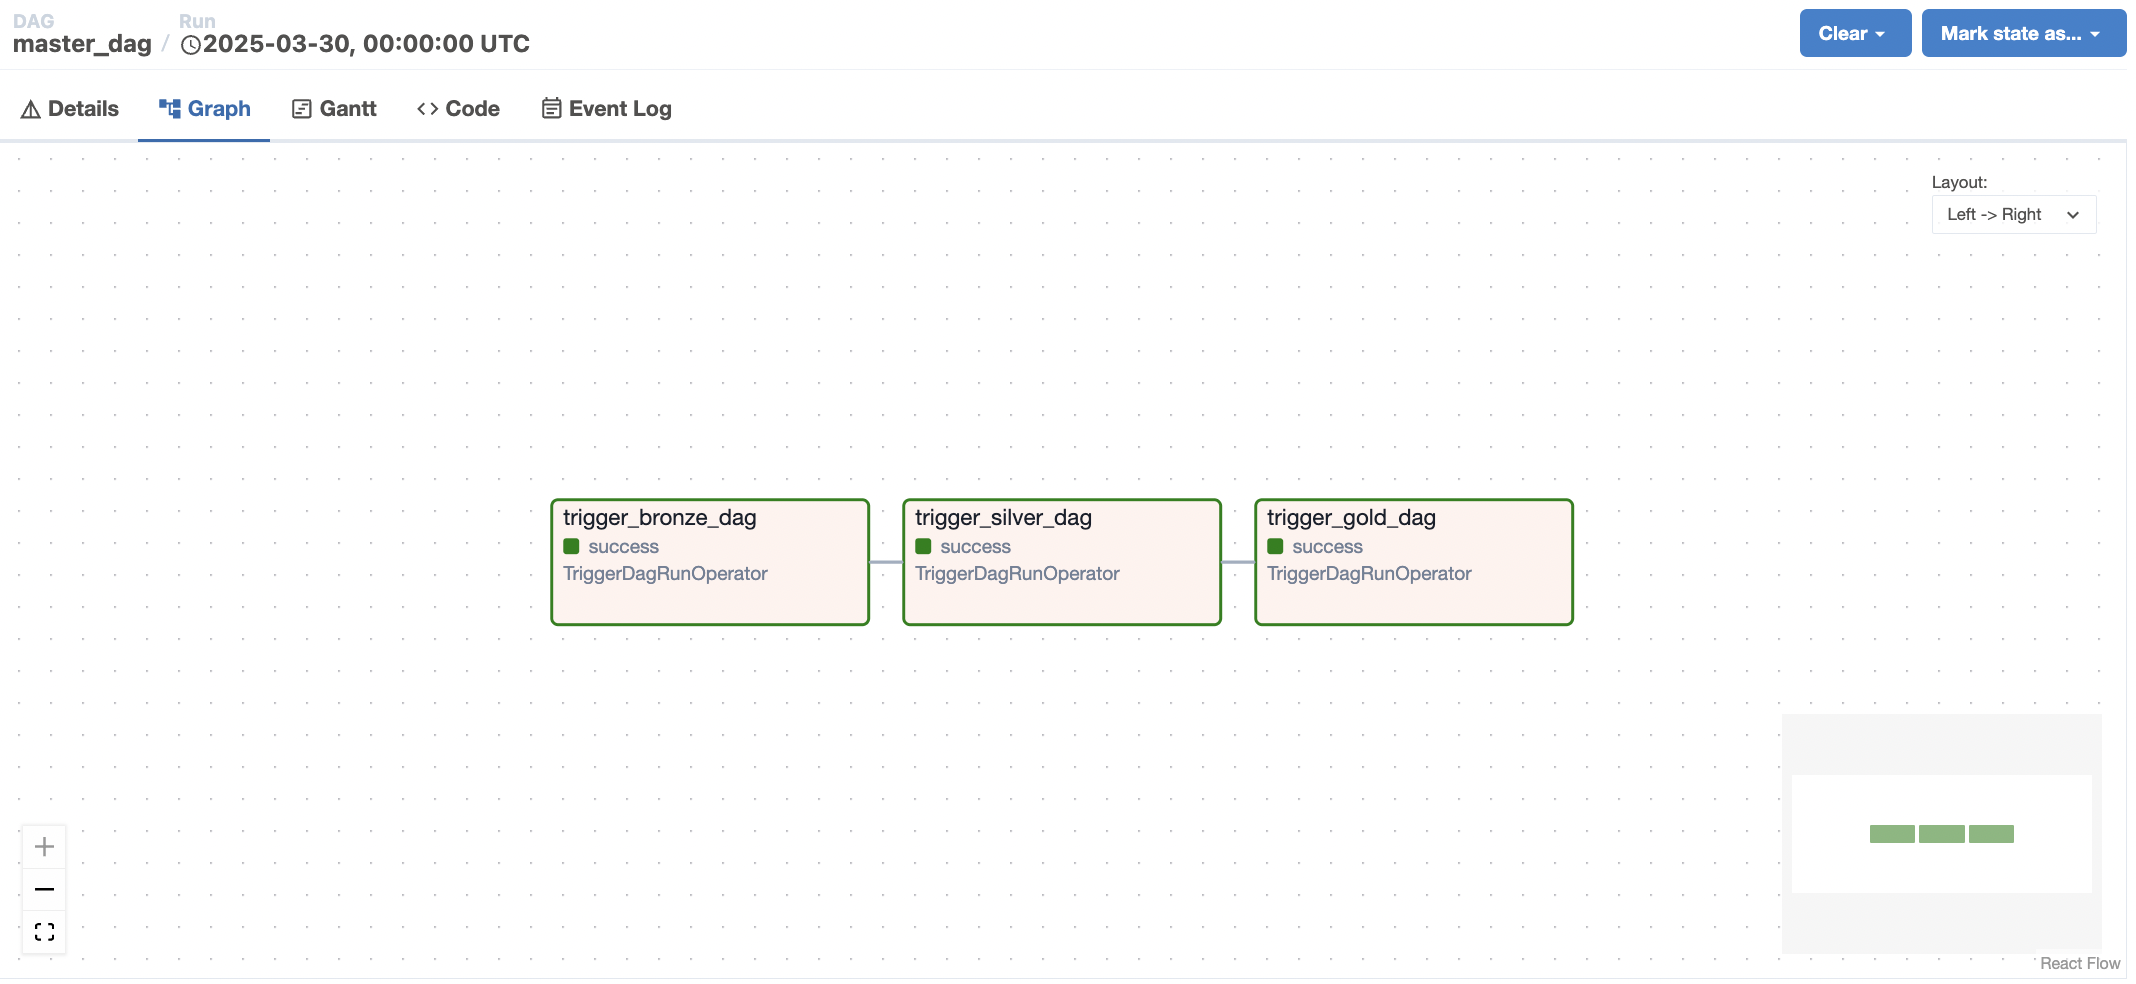 DAG
master_dag
/
Run
2025-03-30, 00:00:00 UTC
Clear
Mark state as...
Details
Graph
Gantt
Code
Event Log
Layout:
Left -> Right
trigger_bronze_dag
success
TriggerDagRunOperator
trigger_silver_dag
success
TriggerDagRunOperator
trigger_gold_dag
success
TriggerDagRunOperator
React Flow